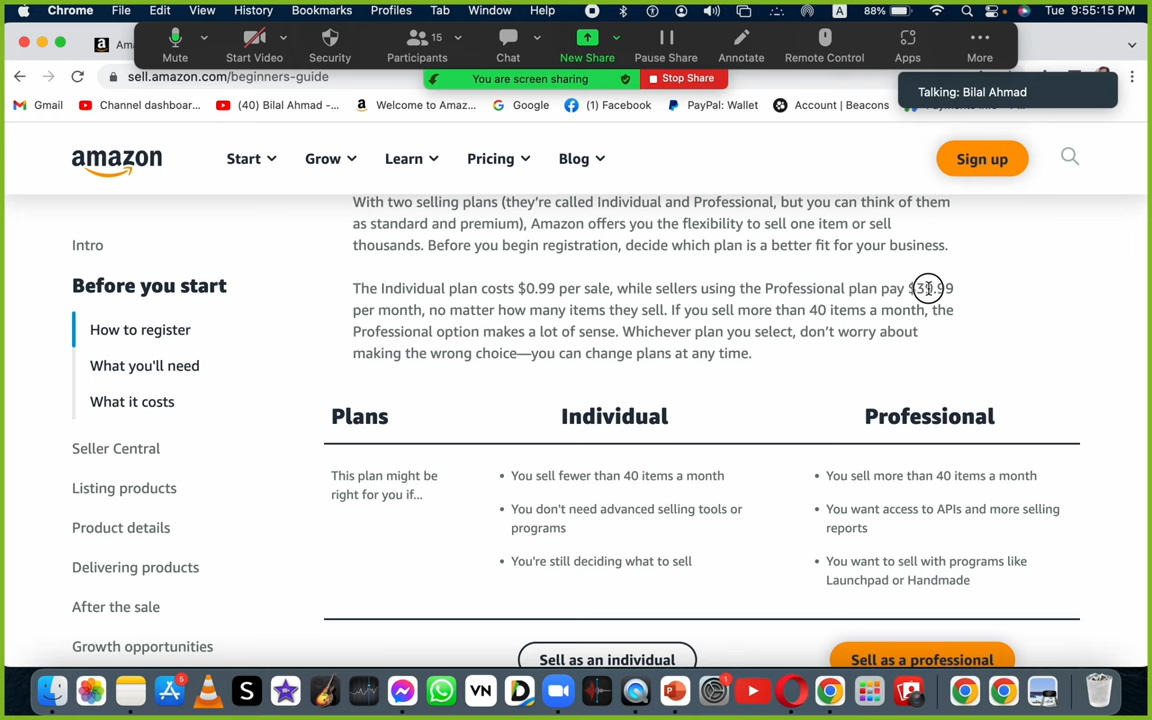 Chrome File Edit View History Bookmarks Profiles Tab Window Help A 88% Tue 9:55:15 PM
Mute Start Video Security 15 Participants Chat New Share Pause Share Annotate Remote Control Apps More
sell.amazon.com/beginners-guide
You are screen sharing Stop Share
Talking: Bilal Ahmad
Gmail Channel dashboar... (40) Bilal Ahmad -... Welcome to Amaz... Google (1) Facebook PayPal: Wallet Account | Beacons
amazon Start Grow Learn Pricing Blog Sign up
With two selling plans (they're called Individual and Professional, but you can think of them
as standard and premium), Amazon offers you the flexibility to sell one item or sell
thousands. Before you begin registration, decide which plan is a better fit for your business.
The Individual plan costs $0.99 per sale, while sellers using the Professional plan pay $39.99
per month, no matter how many items they sell. If you sell more than 40 items a month, the
Professional option makes a lot of sense. Whichever plan you select, don't worry about
making the wrong choice—you can change plans at any time.
Intro
Before you start
How to register
What you'll need
What it costs
Seller Central
Listing products
Product details
Delivering products
After the sale
Growth opportunities
Plans Individual Professional
This plan might be
right for you if...
• You sell fewer than 40 items a month
• You don't need advanced selling tools or
programs
• You're still deciding what to sell
• You sell more than 40 items a month
• You want access to APIs and more selling
reports
• You want to sell with programs like
Launchpad or Handmade
Sell as an individual
Sell as a professional
5 S VN D 1